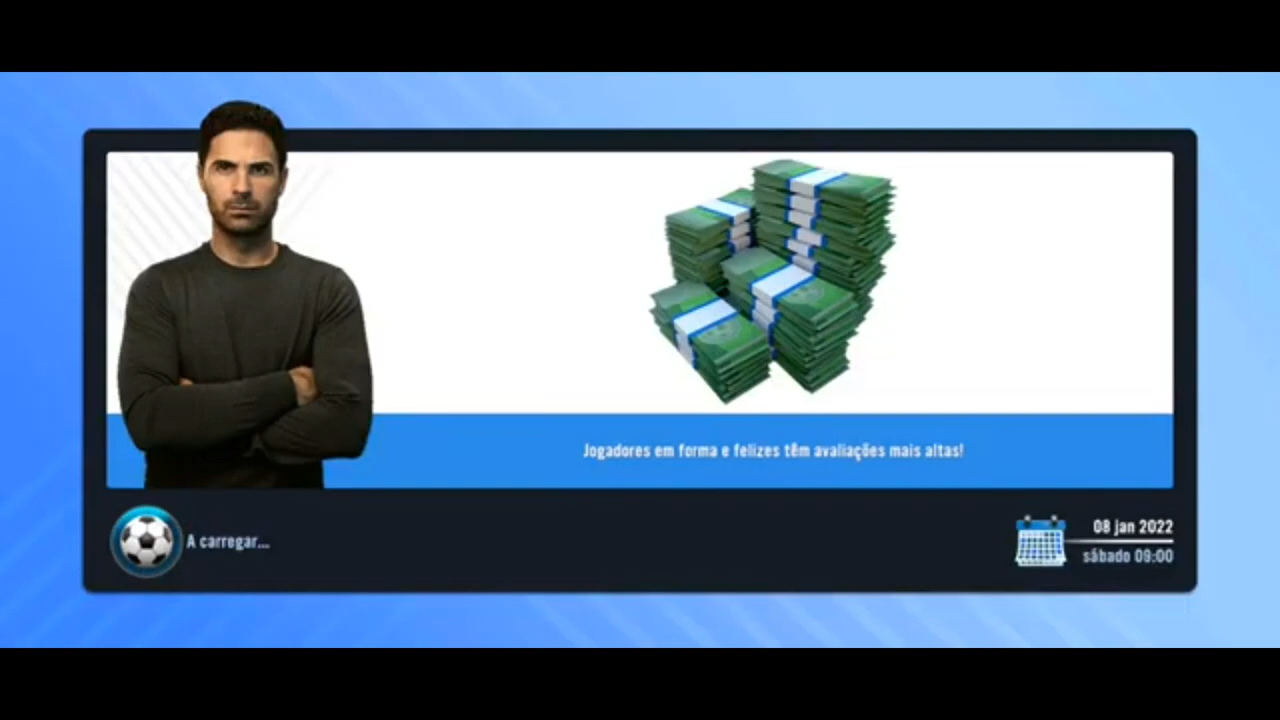 Jogadores em forma e felizes têm avaliações mais altas!
A carregar...
08 jan 2022
sábado 09:00